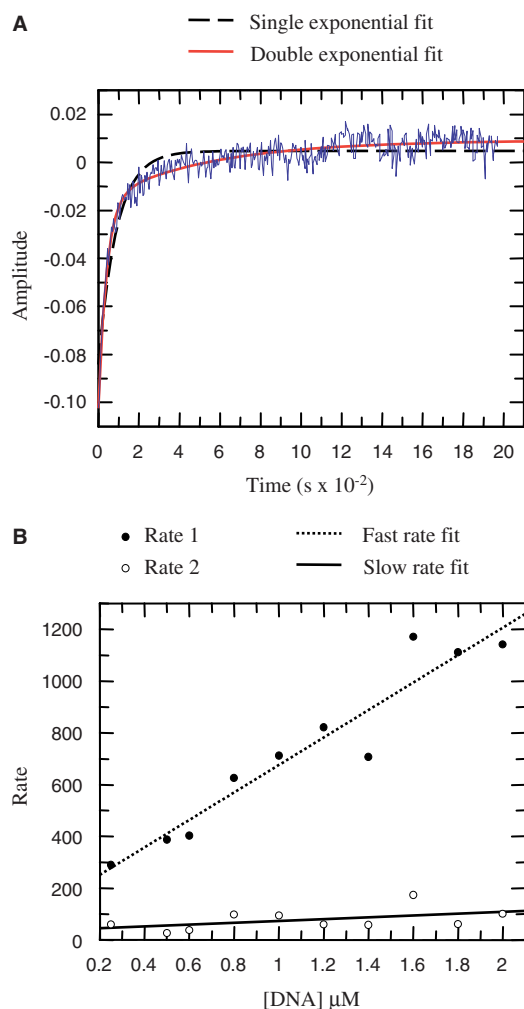 A
Single exponential fit
Double exponential fit
0.02
0
-0.02
-0.04
-0.06
-0.08
-0.10
Amplitude
0 2 4 6 8 10 12 14 16 18 20
Time (s x 10⁻²)
B
Rate 1 Fast rate fit
Rate 2 Slow rate fit
1200
1000
800
600
400
200
0
Rate
0.2 0.4 0.6 0.8 1.0 1.2 1.4 1.6 1.8 2
[DNA] μM